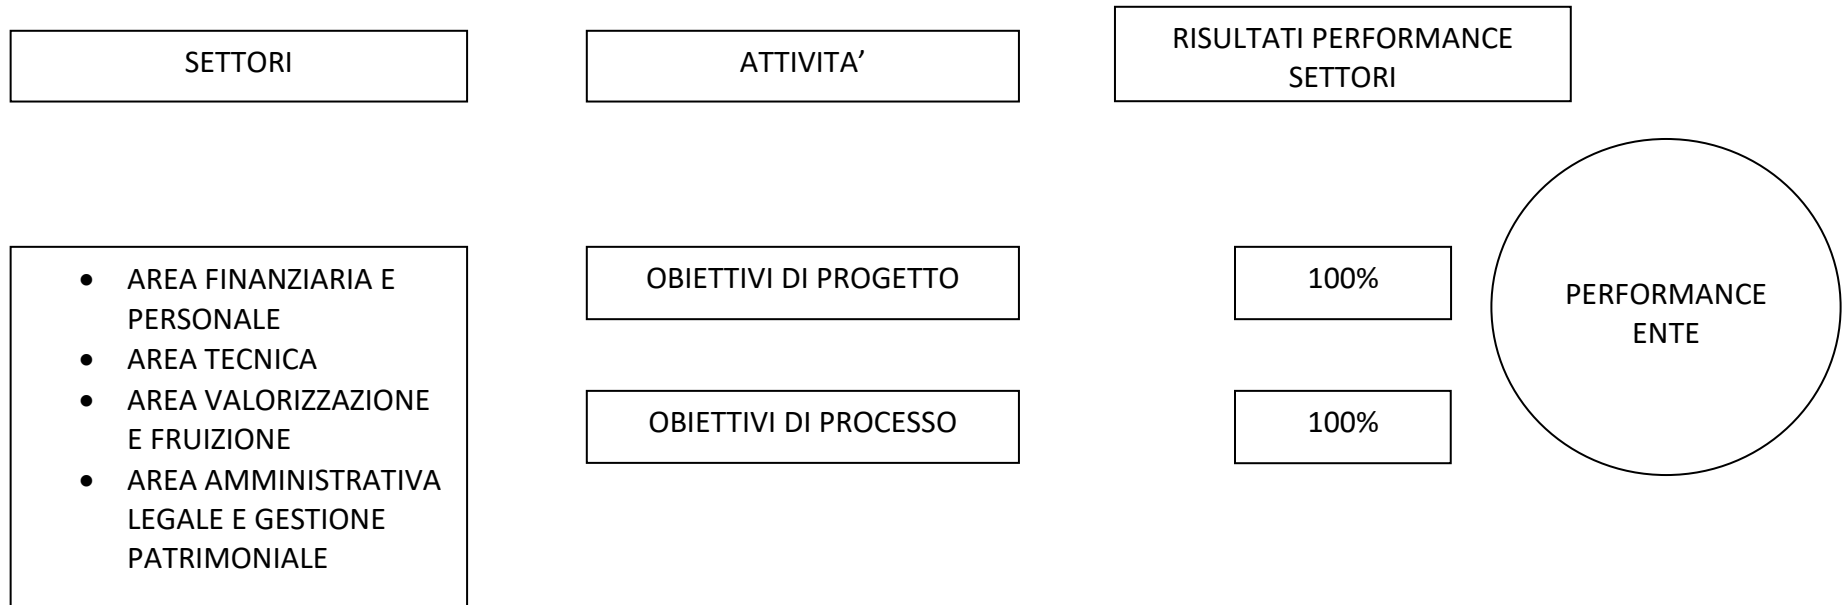 SETTORI
ATTIVITA’
RISULTATI PERFORMANCE
SETTORI
• AREA FINANZIARIA E
PERSONALE
• AREA TECNICA
• AREA VALORIZZAZIONE
E FRUIZIONE
• AREA AMMINISTRATIVA
LEGALE E GESTIONE
PATRIMONIALE
OBIETTIVI DI PROGETTO
100%
OBIETTIVI DI PROCESSO
100%
PERFORMANCE
ENTE